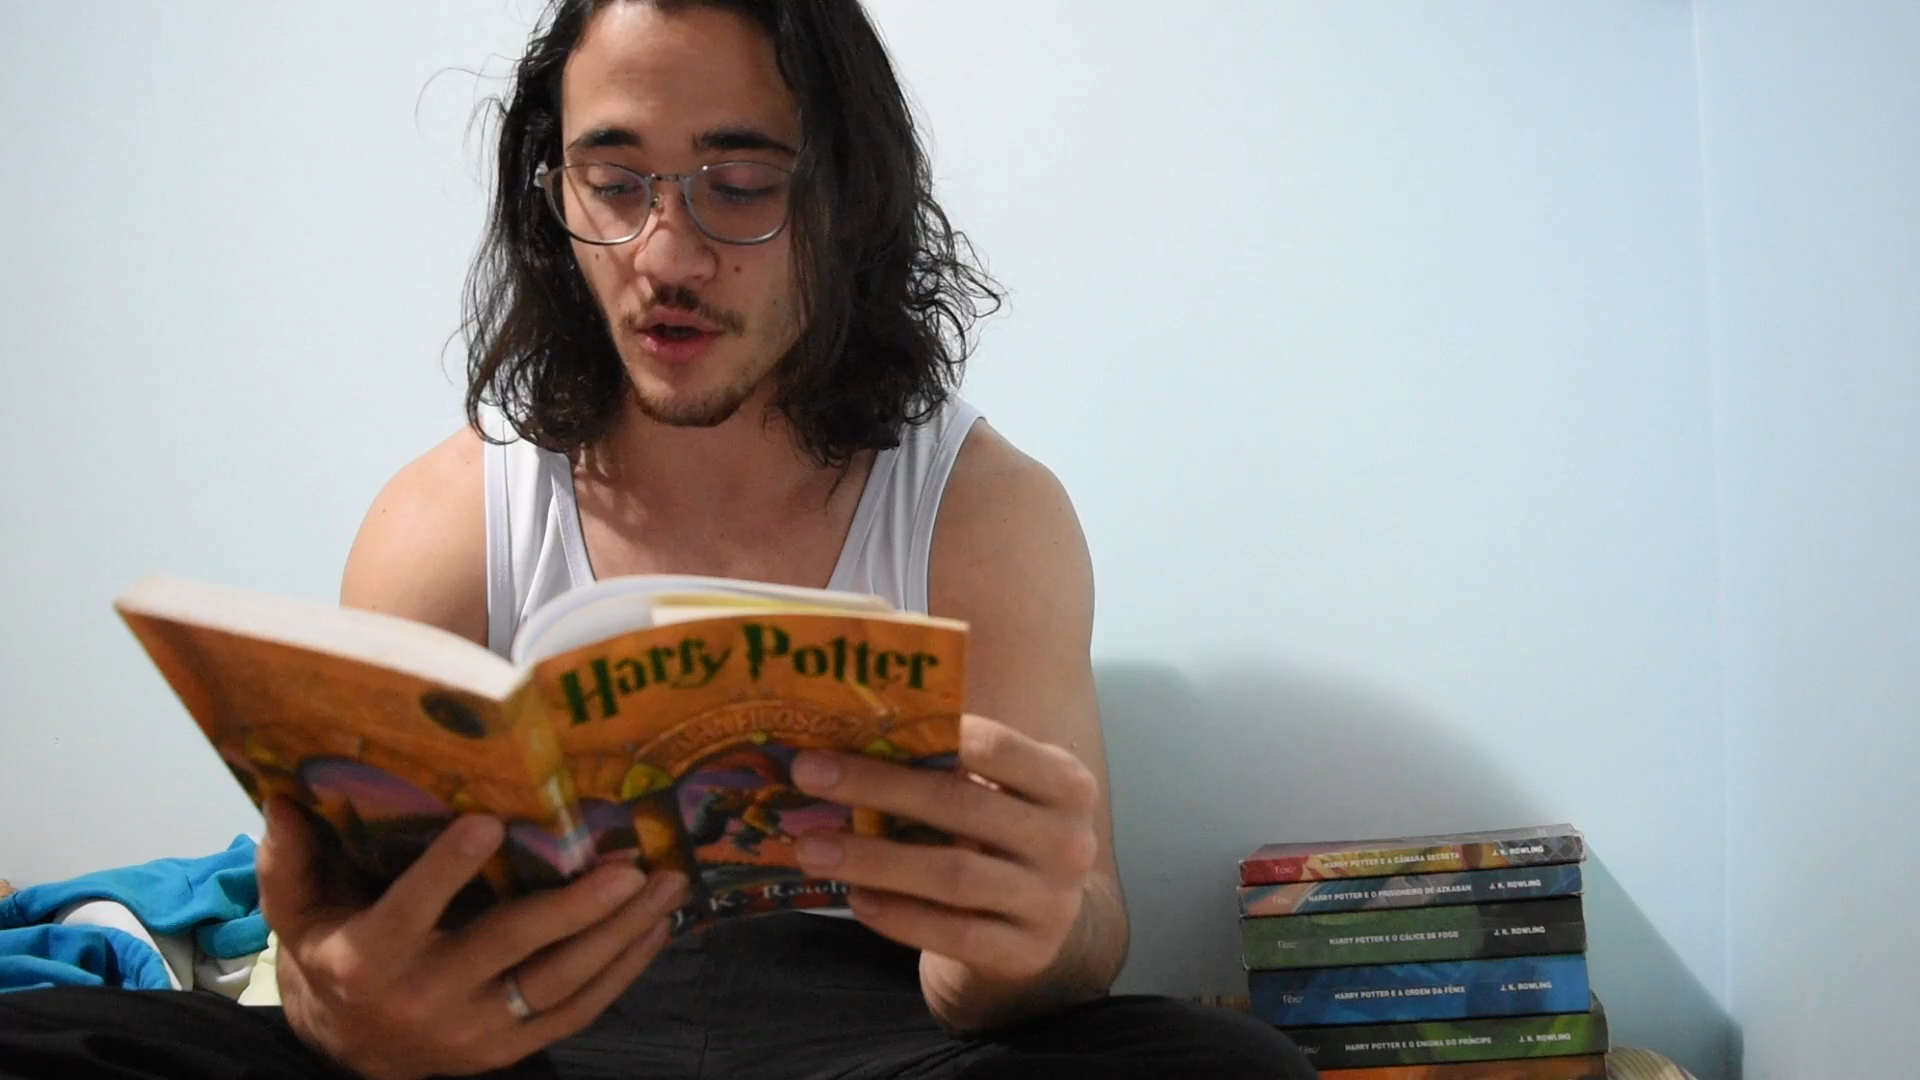 Harry Potter
J. K. Rowling
HARRY POTTER E A CÂMARA SECRETA J. K. ROWLING
HARRY POTTER E O PRISIONEIRO DE AZKABAN J. K. ROWLING
HARRY POTTER E O CÁLICE DE FOGO J. K. ROWLING
HARRY POTTER E A ORDEM DA FÊNIX J. K. ROWLING
HARRY POTTER E O ENIGMA DO PRÍNCIPE J. K. ROWLING